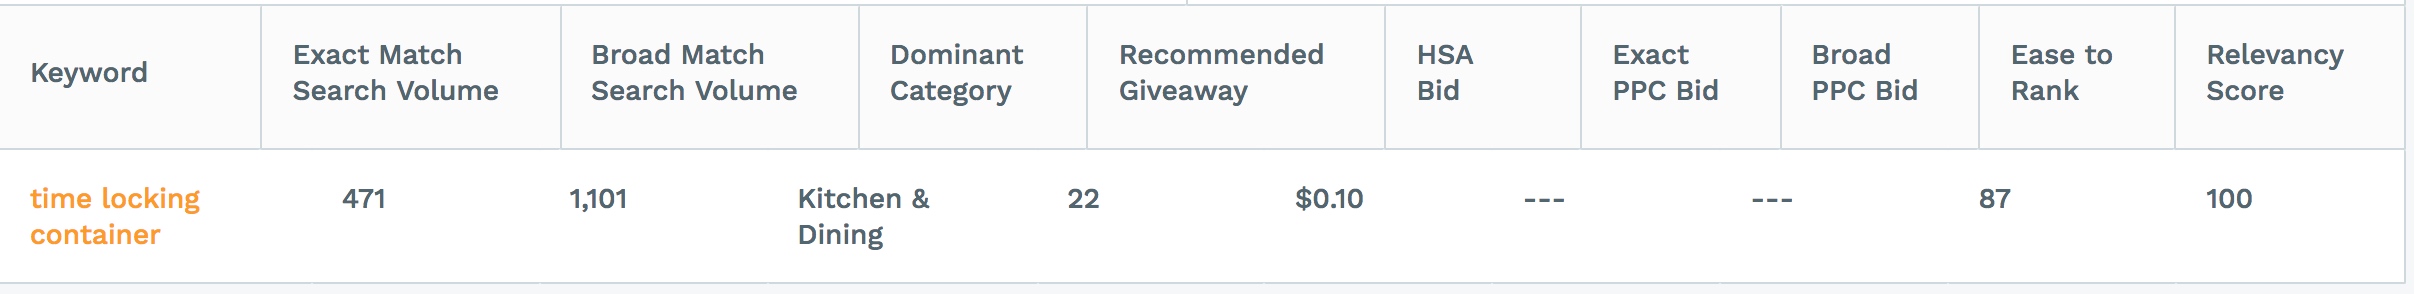 Keyword
Exact Match
Search Volume
Broad Match
Search Volume
Dominant
Category
Recommended
Giveaway
HSA
Bid
Exact
PPC Bid
Broad
PPC Bid
Ease to
Rank
Relevancy
Score
time locking
container
471
1,101
Kitchen &
Dining
22
$0.10
---
---
87
100